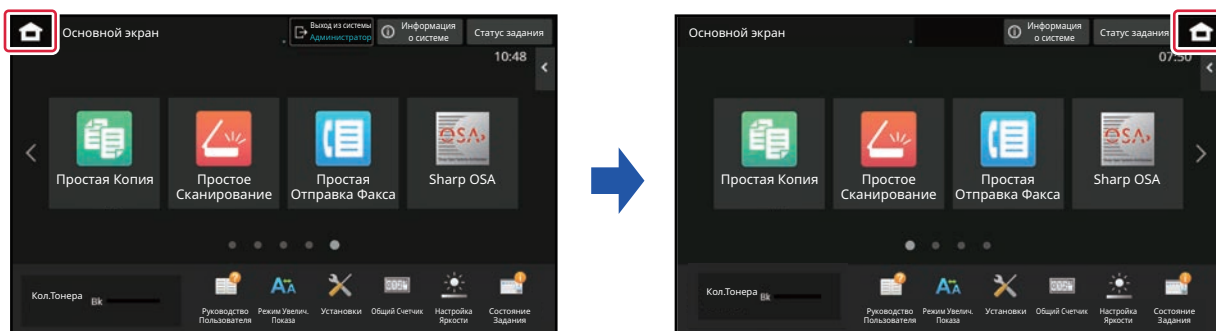 Основной экран
Выход из системы
Администратор
Информация
о системе
Статус задания
10:48
Простая Копия
Простое
Сканирование
Простая
Отправка Факса
OSA
Sharp OSA
Кол.Тонера
Bk
Руководство
Пользователя
Режим Увелич.
Показа
Установки
Общий Счетчик
Настройка
Яркости
Состояние
Задания
Основной экран
Информация
о системе
Статус задания
07:50
Простая Копия
Простое
Сканирование
Простая
Отправка Факса
OSA
Sharp OSA
Кол.Тонера
Bk
Руководство
Пользователя
Режим Увелич.
Показа
Установки
Общий Счетчик
Настройка
Яркости
Состояние
Задания